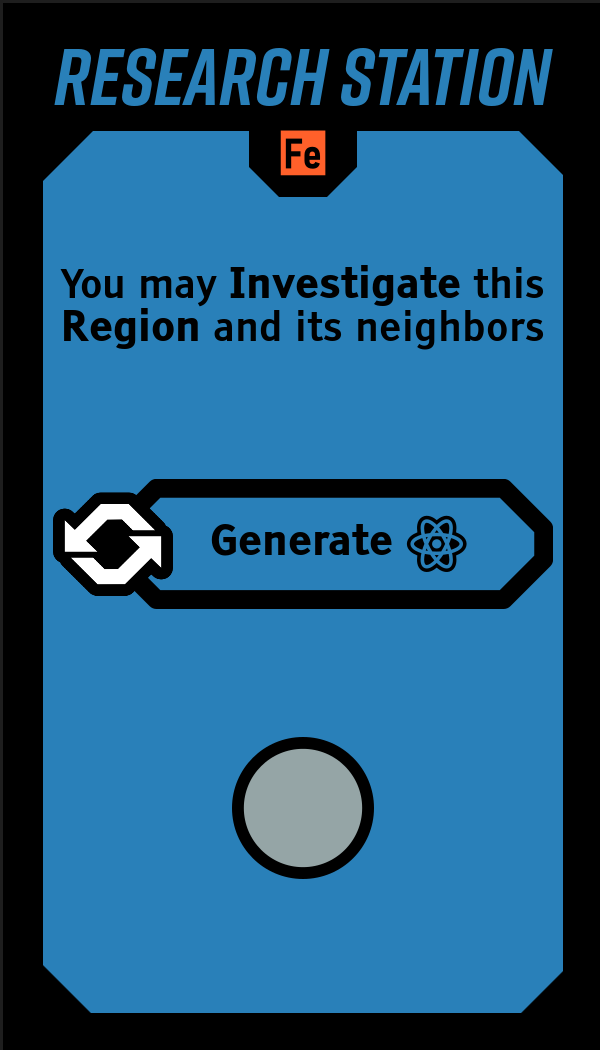 RESEARCH STATION
Fe
You may Investigate this
Region and its neighbors
Generate